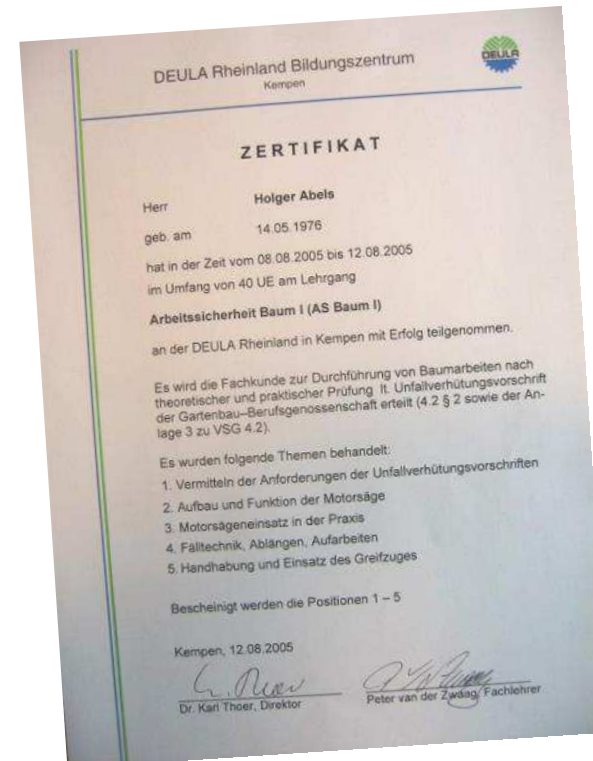 DEULA Rheinland Bildungszentrum
Kempen
DEULA
ZERTIFIKAT
Herr Holger Abels
geb. am 14.05.1976
hat in der Zeit vom 08.08.2005 bis 12.08.2005
im Umfang von 40 UE am Lehrgang
Arbeitssicherheit Baum I (AS Baum I)
an der DEULA Rheinland in Kempen mit Erfolg teilgenommen.
Es wird die Fachkunde zur Durchführung von Baumarbeiten nach
theoretischer und praktischer Prüfung lt. Unfallverhütungsvorschrift
der Gartenbau–Berufsgenossenschaft erteilt (4.2 § 2 sowie der An-
lage 3 zu VSG 4.2).
Es wurden folgende Themen behandelt:
1. Vermitteln der Anforderungen der Unfallverhütungsvorschriften
2. Aufbau und Funktion der Motorsäge
3. Motorsägeneinsatz in der Praxis
4. Fälltechnik, Ablängen, Aufarbeiten
5. Handhabung und Einsatz des Greifzuges
Bescheinigt werden die Positionen 1 – 5
Kempen, 12.08.2005
Dr. Karl Thoer, Direktor
Peter van der Zwaag, Fachlehrer